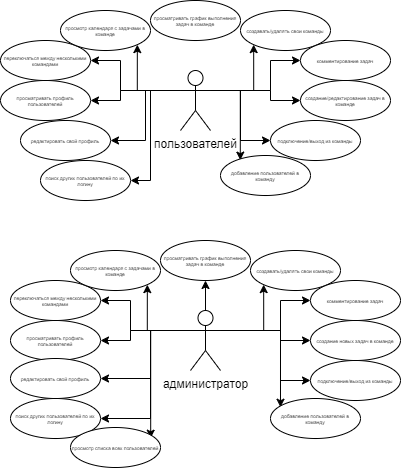 просматривать график выполнения
задач в команде
просмотр календаря с задачами в
команде
создавать/удалять свои команды
переключаться между несколькими
командами
комментирование задач
просматривать профиль
пользователей
создание/редактирование задач в
команде
редактировать свой профиль
пользователей
подключение/выход из команды
поиск других пользователей по их
логину
добавление пользователей в
команду
просматривать график выполнения
задач в команде
просмотр календаря с задачами в
команде
создавать/удалять свои команды
переключаться между несколькими
командами
комментирование задач
просматривать профиль
пользователей
создание новых задач в команде
редактировать свой профиль
администратор
подключение/выход из команды
поиск других пользователей по их
логину
добавление пользователей в
команду
просмотр списка всех пользователей